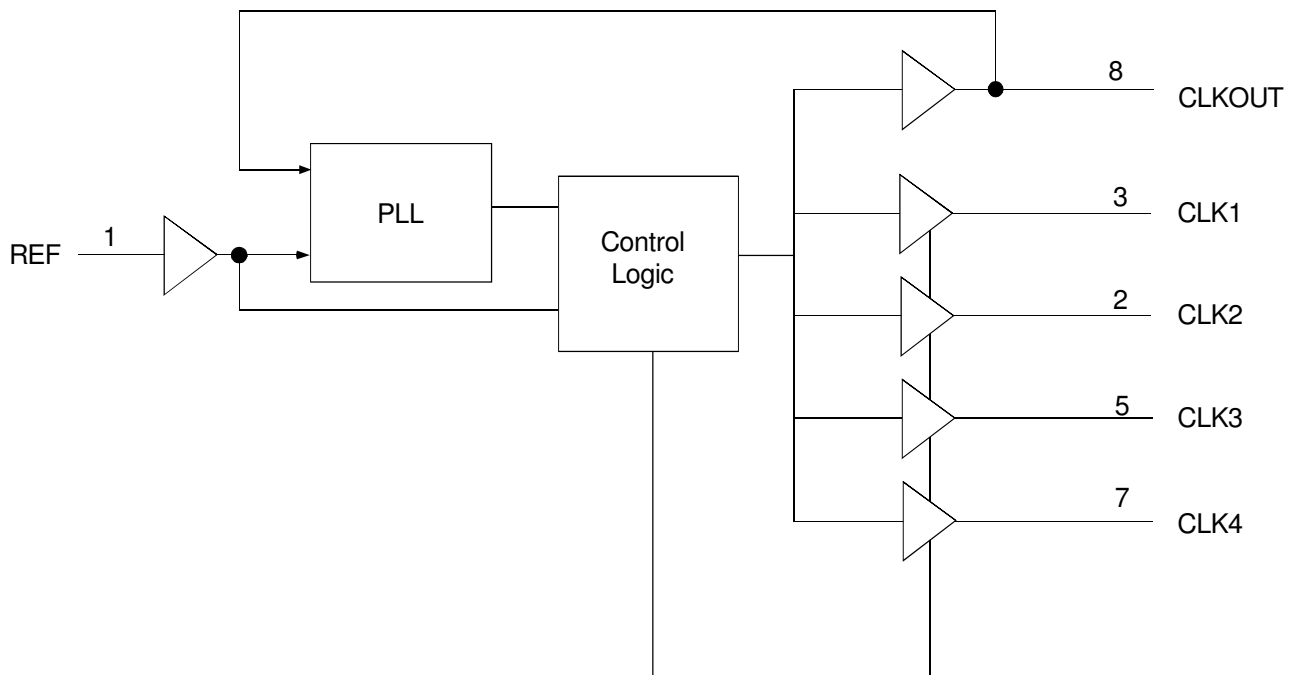 8
CLKOUT
PLL
3
CLK1
REF
1
Control
Logic
2
CLK2
5
CLK3
7
CLK4